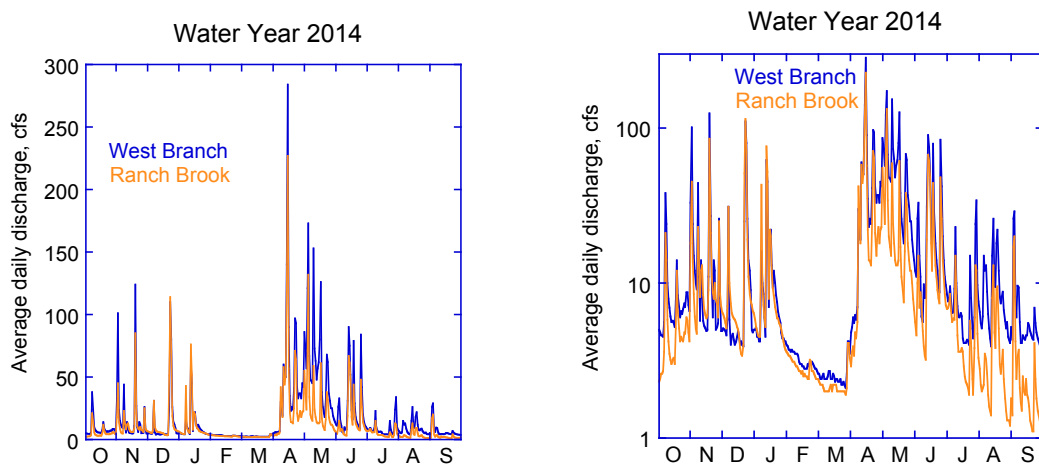 Water Year 2014
300
250
200
150
100
50
0
Average daily discharge, cfs
West Branch
Ranch Brook
O N D J F M A M J J A S
Water Year 2014
100
10
1
Average daily discharge, cfs
West Branch
Ranch Brook
O N D J F M A M J J A S